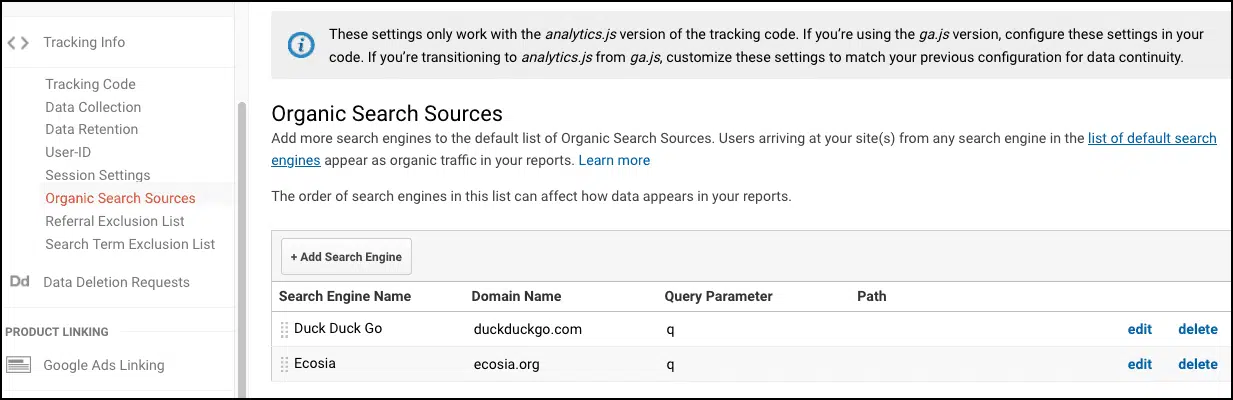 Tracking Info
Tracking Code
Data Collection
Data Retention
User-ID
Session Settings
Organic Search Sources
Referral Exclusion List
Search Term Exclusion List
Dd Data Deletion Requests
PRODUCT LINKING
Google Ads Linking
These settings only work with the analytics.js version of the tracking code. If you’re using the ga.js version, configure these settings in your
code. If you’re transitioning to analytics.js from ga.js, customize these settings to match your previous configuration for data continuity.
Organic Search Sources
Add more search engines to the default list of Organic Search Sources. Users arriving at your site(s) from any search engine in the list of default search
engines appear as organic traffic in your reports. Learn more
The order of search engines in this list can affect how data appears in your reports.
+ Add Search Engine
Search Engine Name Domain Name Query Parameter Path
Duck Duck Go duckduckgo.com q edit delete
Ecosia ecosia.org q edit delete